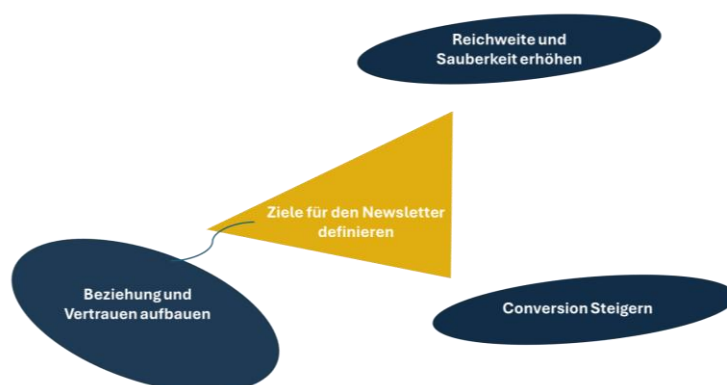 Reichweite und
Sauberkeit erhöhen
Ziele für den Newsletter
definieren
Beziehung und
Vertrauen aufbauen
Conversion Steigern